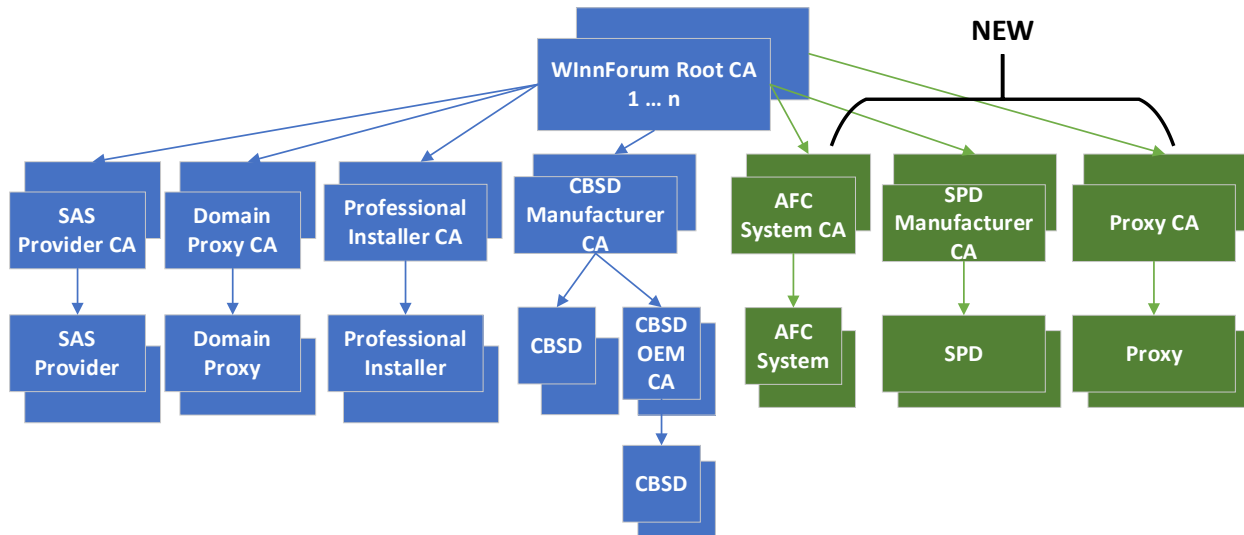 NEW
WInnForum Root CA
1 … n
SAS
Provider CA
Domain
Proxy CA
Professional
Installer CA
CBSD
Manufacturer
CA
AFC
System CA
SPD
Manufacturer
CA
Proxy CA
SAS
Provider
Domain
Proxy
Professional
Installer
CBSD
CBSD
OEM
CA
AFC
System
SPD
Proxy
CBSD